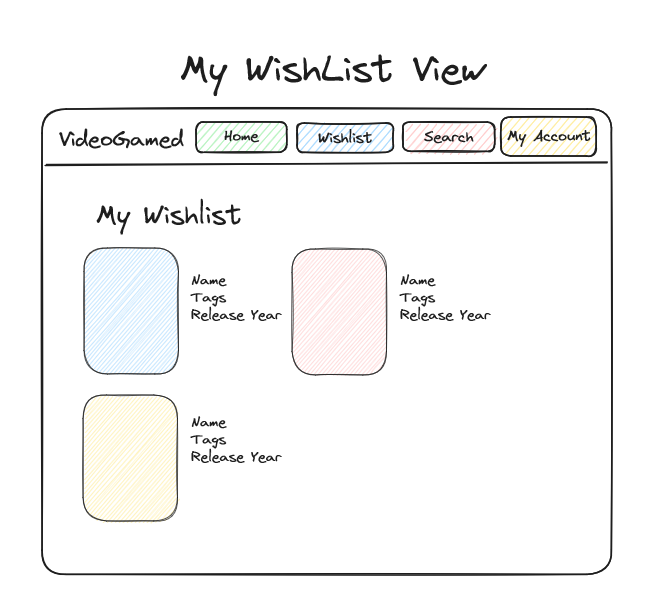 My WishList View
VideoGamed Home Wishlist Search My Account
My Wishlist
Name
Tags
Release Year
Name
Tags
Release Year
Name
Tags
Release Year